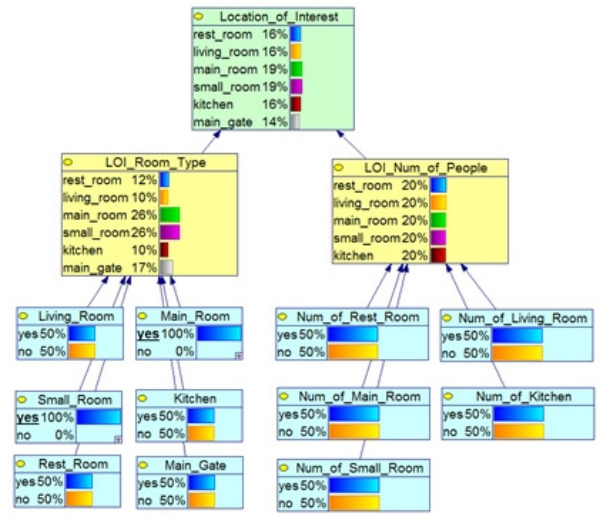 Location_of_Interest
rest_room 16%
living_room 16%
main_room 19%
small_room 19%
kitchen 16%
main_gate 14%
LOI_Room_Type
rest_room 12%
living_room 10%
main_room 26%
small_room 26%
kitchen 10%
main_gate 17%
LOI_Num_of_People
rest_room 20%
living_room 20%
main_room 20%
small_room 20%
kitchen 20%
Living_Room
yes 50%
no 50%
Main_Room
yes 100%
no 0%
Num_of_Rest_Room
yes 50%
no 50%
Num_of_Living_Room
yes 50%
no 50%
Small_Room
yes 100%
no 0%
Kitchen
yes 50%
no 50%
Num_of_Main_Room
yes 50%
no 50%
Num_of_Kitchen
yes 50%
no 50%
Rest_Room
yes 50%
no 50%
Main_Gate
yes 50%
no 50%
Num_of_Small_Room
yes 50%
no 50%